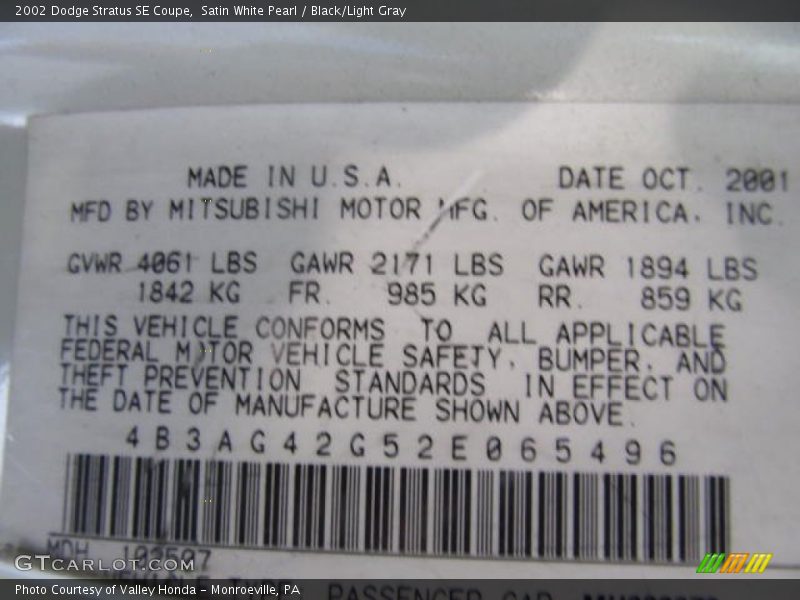 2002 Dodge Stratus SE Coupe, Satin White Pearl / Black/Light Gray
MADE IN U.S.A. DATE OCT. 2001
MFD BY MITSUBISHI MOTOR MFG. OF AMERICA, INC.
GVWR 4061 LBS GAWR 2171 LBS GAWR 1894 LBS
1842 KG FR. 985 KG RR. 859 KG
THIS VEHICLE CONFORMS TO ALL APPLICABLE
FEDERAL MOTOR VEHICLE SAFETY, BUMPER, AND
THEFT PREVENTION STANDARDS IN EFFECT ON
THE DATE OF MANUFACTURE SHOWN ABOVE.
4B3AG42G52E065496
MDH 102507
GTCARLOT.COM
VEHICLE TYPE PASSENGER CAR
Photo Courtesy of Valley Honda - Monroeville, PA